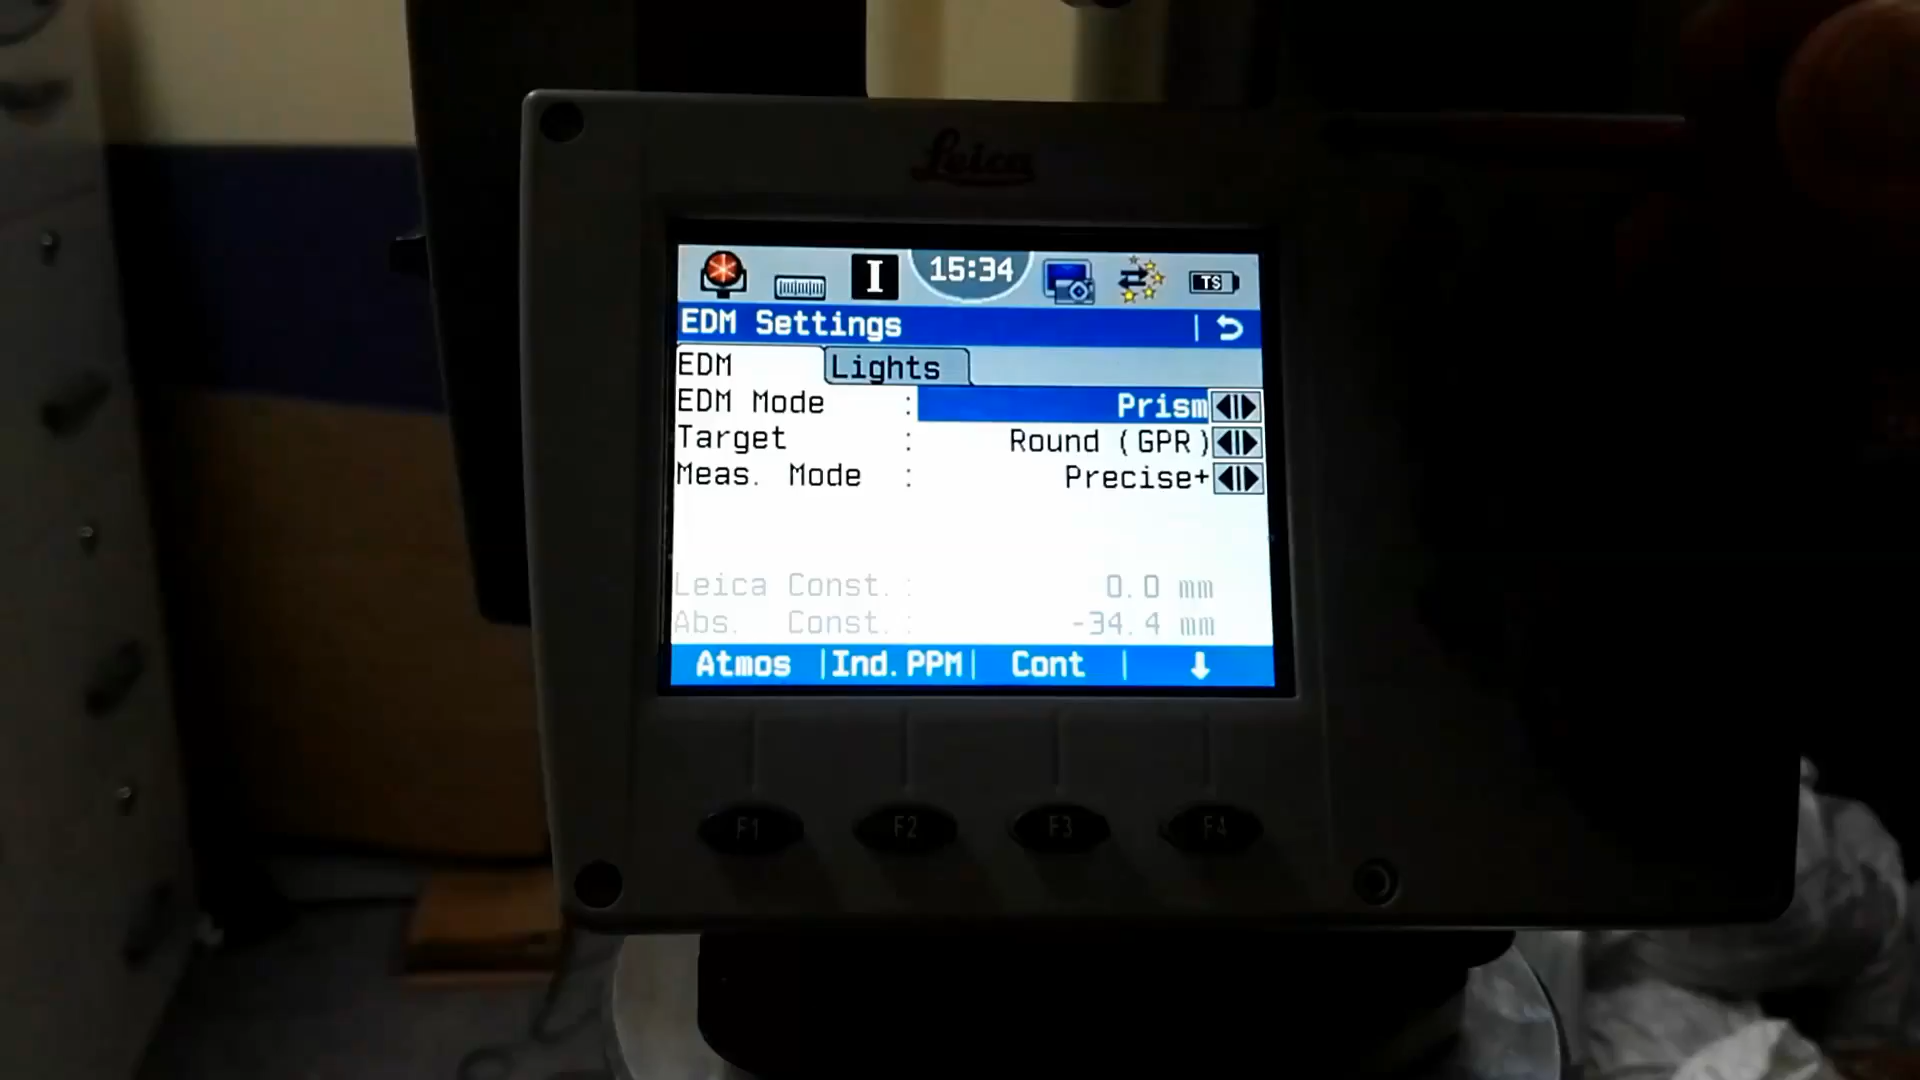 Leica
I 15:34 TS
EDM Settings
EDM Lights
EDM Mode : Prism
Target : Round (GPR)
Meas. Mode : Precise+
Leica Const. : 0.0 mm
Abs. Const. : -34.4 mm
Atmos | Ind.PPM | Cont | ↓
F1 F2 F3 F4